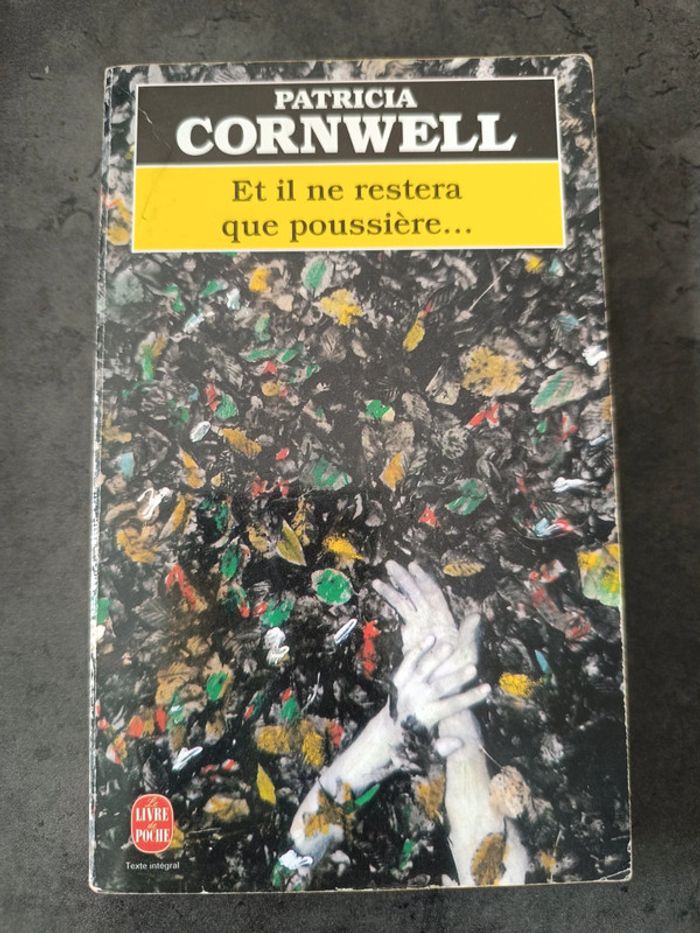 PATRICIA
CORNWELL
Et il ne restera
que poussière...
Le
LIVRE
de
POCHE
Texte intégral